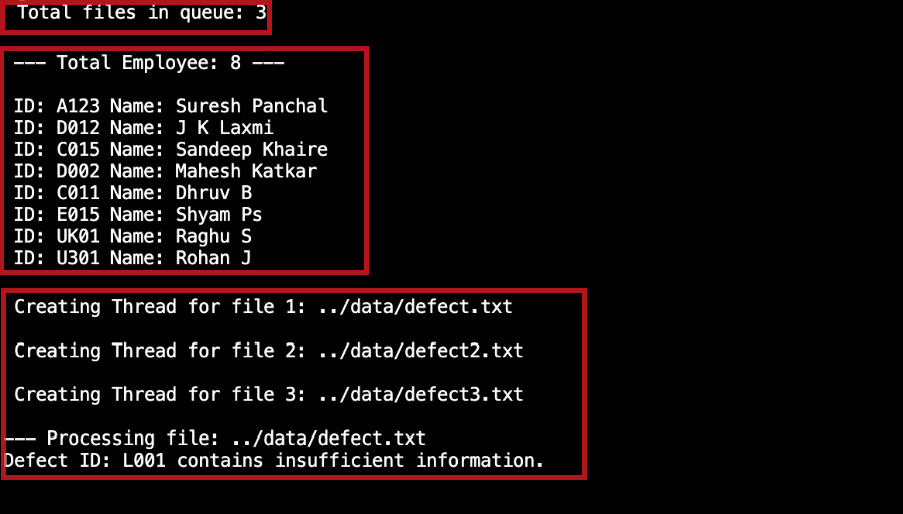 Total files in queue: 3
--- Total Employee: 8 ---
ID: A123 Name: Suresh Panchal
ID: D012 Name: J K Laxmi
ID: C015 Name: Sandeep Khaire
ID: D002 Name: Mahesh Katkar
ID: C011 Name: Dhruv B
ID: E015 Name: Shyam Ps
ID: UK01 Name: Raghu S
ID: U301 Name: Rohan J
Creating Thread for file 1: ../data/defect.txt
Creating Thread for file 2: ../data/defect2.txt
Creating Thread for file 3: ../data/defect3.txt
--- Processing file: ../data/defect.txt
Defect ID: L001 contains insufficient information.